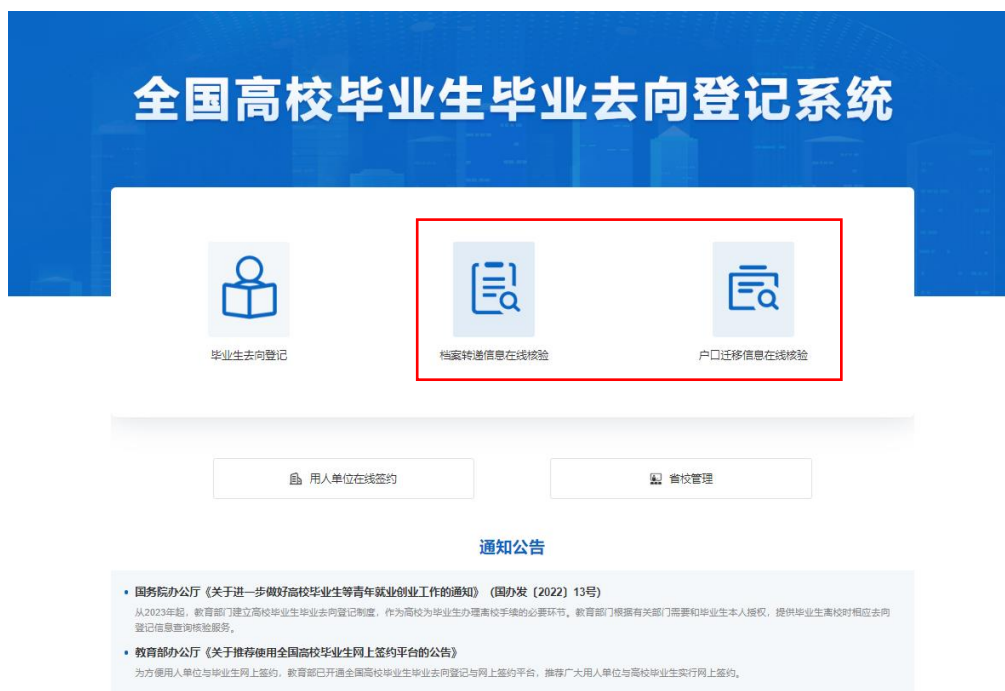 全国高校毕业生毕业去向登记系统
毕业生去向登记
档案转递信息在线核验
户口迁移信息在线核验
用人单位在线签约
省校管理
通知公告
• 国务院办公厅《关于进一步做好高校毕业生等青年就业创业工作的通知》（国办发〔2022〕13号）
从2023年起，教育部门建立高校毕业生毕业去向登记制度，作为高校为毕业生办理离校手续的必要环节。教育部门根据有关部门需要和毕业生本人授权，提供毕业生离校时相应去向
登记信息查询核验服务。
• 教育部办公厅《关于推荐使用全国高校毕业生网上签约平台的公告》
为方便用人单位与毕业生网上签约，教育部已开通全国高校毕业生毕业去向登记与网上签约平台，推荐广大用人单位与高校毕业生实行网上签约。